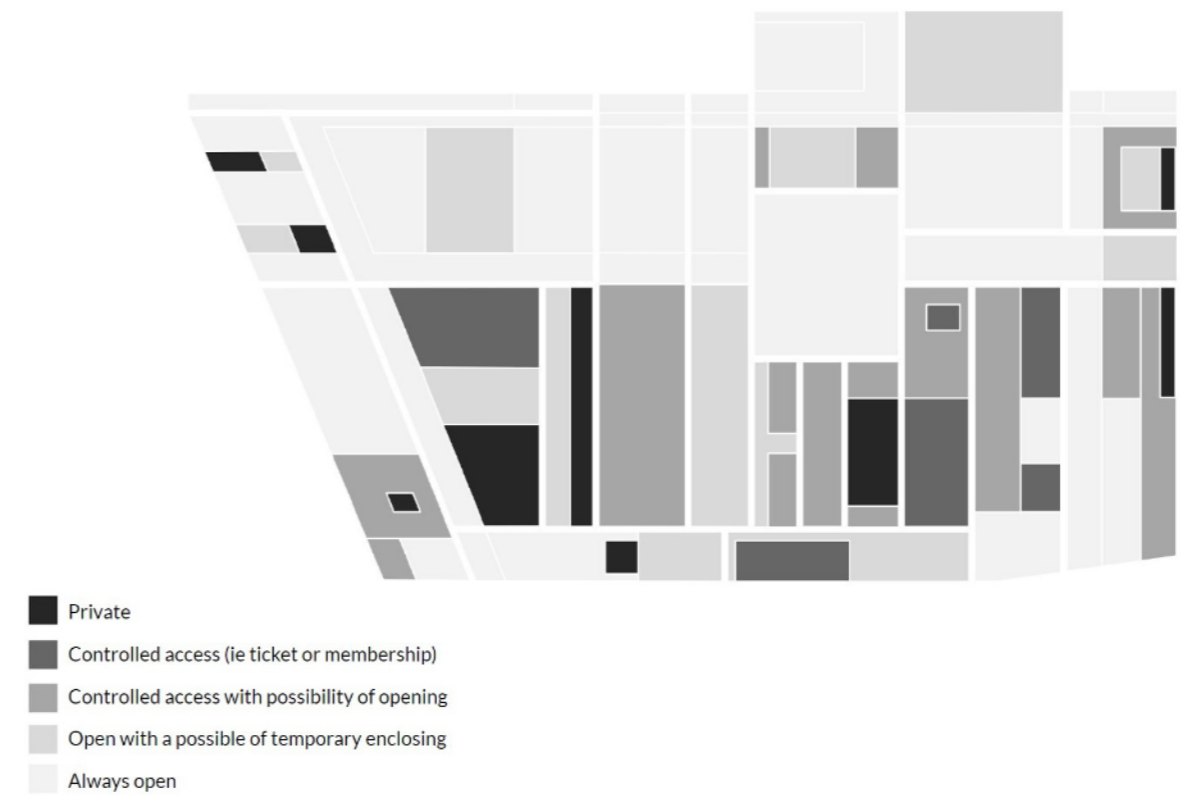 Private
Controlled access (ie ticket or membership)
Controlled access with possibility of opening
Open with a possible of temporary enclosing
Always open